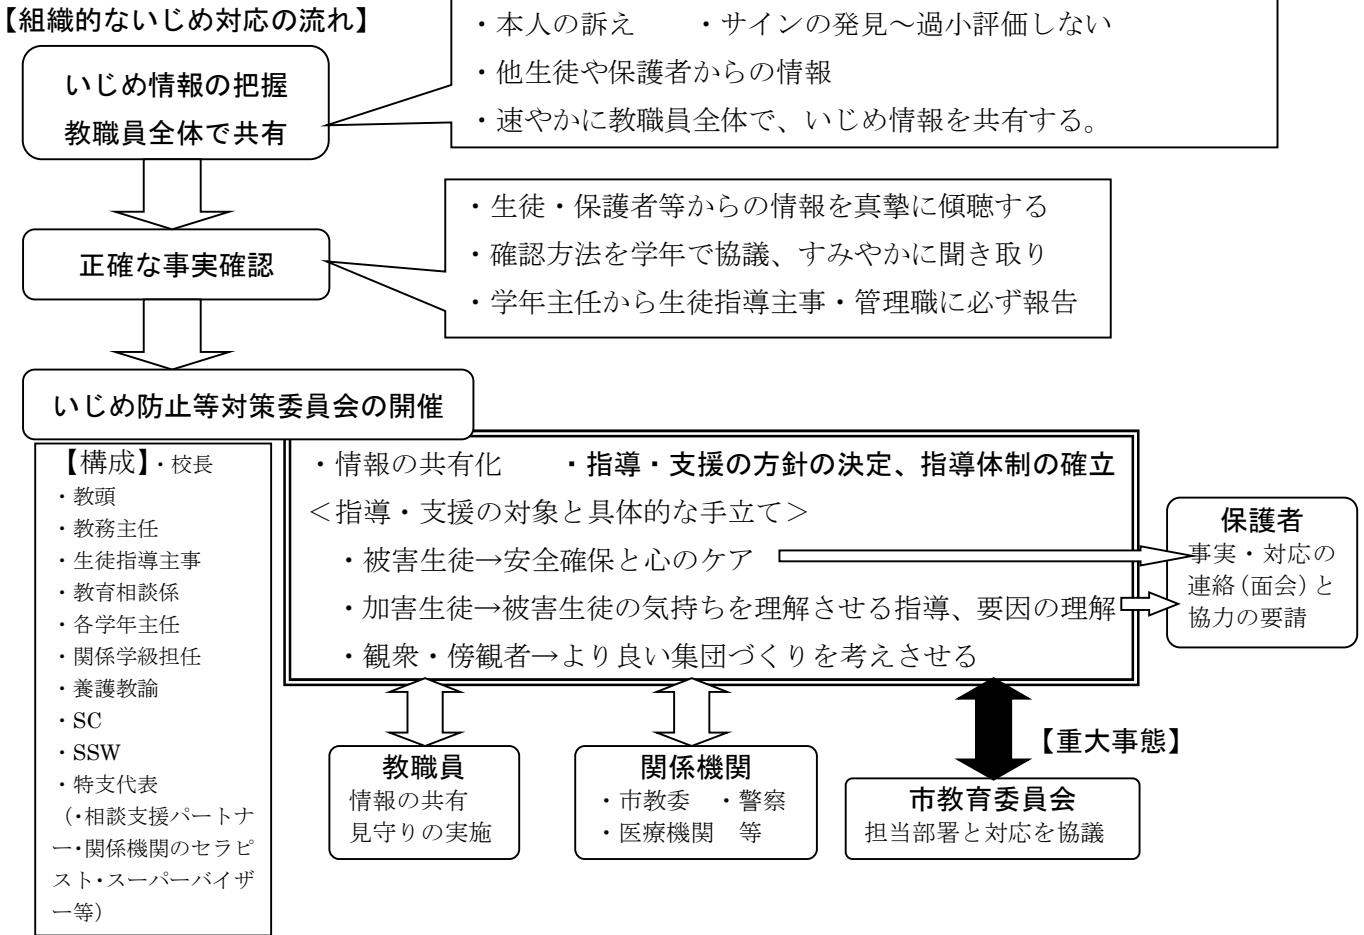 【組織的ないじめ対応の流れ】
・本人の訴え　　・サインの発見～過小評価しない
・他生徒や保護者からの情報
・速やかに教職員全体で、いじめ情報を共有する。
いじめ情報の把握
教職員全体で共有
・生徒・保護者等からの情報を真摯に傾聴する
・確認方法を学年で協議、すみやかに聞き取り
・学年主任から生徒指導主事・管理職に必ず報告
正確な事実確認
いじめ防止等対策委員会の開催
【構成】・校長
・教頭
・教務主任
・生徒指導主事
・教育相談係
・各学年主任
・関係学級担任
・養護教諭
・SC
・SSW
・特支代表
（・相談支援パートナ
ー・関係機関のセラピ
スト・スーパーバイザ
ー等）
・情報の共有化　　・指導・支援の方針の決定、指導体制の確立
＜指導・支援の対象と具体的な手立て＞
・被害生徒→安全確保と心のケア
・加害生徒→被害生徒の気持ちを理解させる指導、要因の理解
・観衆・傍観者→より良い集団づくりを考えさせる
保護者
事実・対応の
連絡（面会）と
協力の要請
教職員
情報の共有
見守りの実施
関係機関
・市教委　・警察
・医療機関　等
【重大事態】
市教育委員会
担当部署と対応を協議